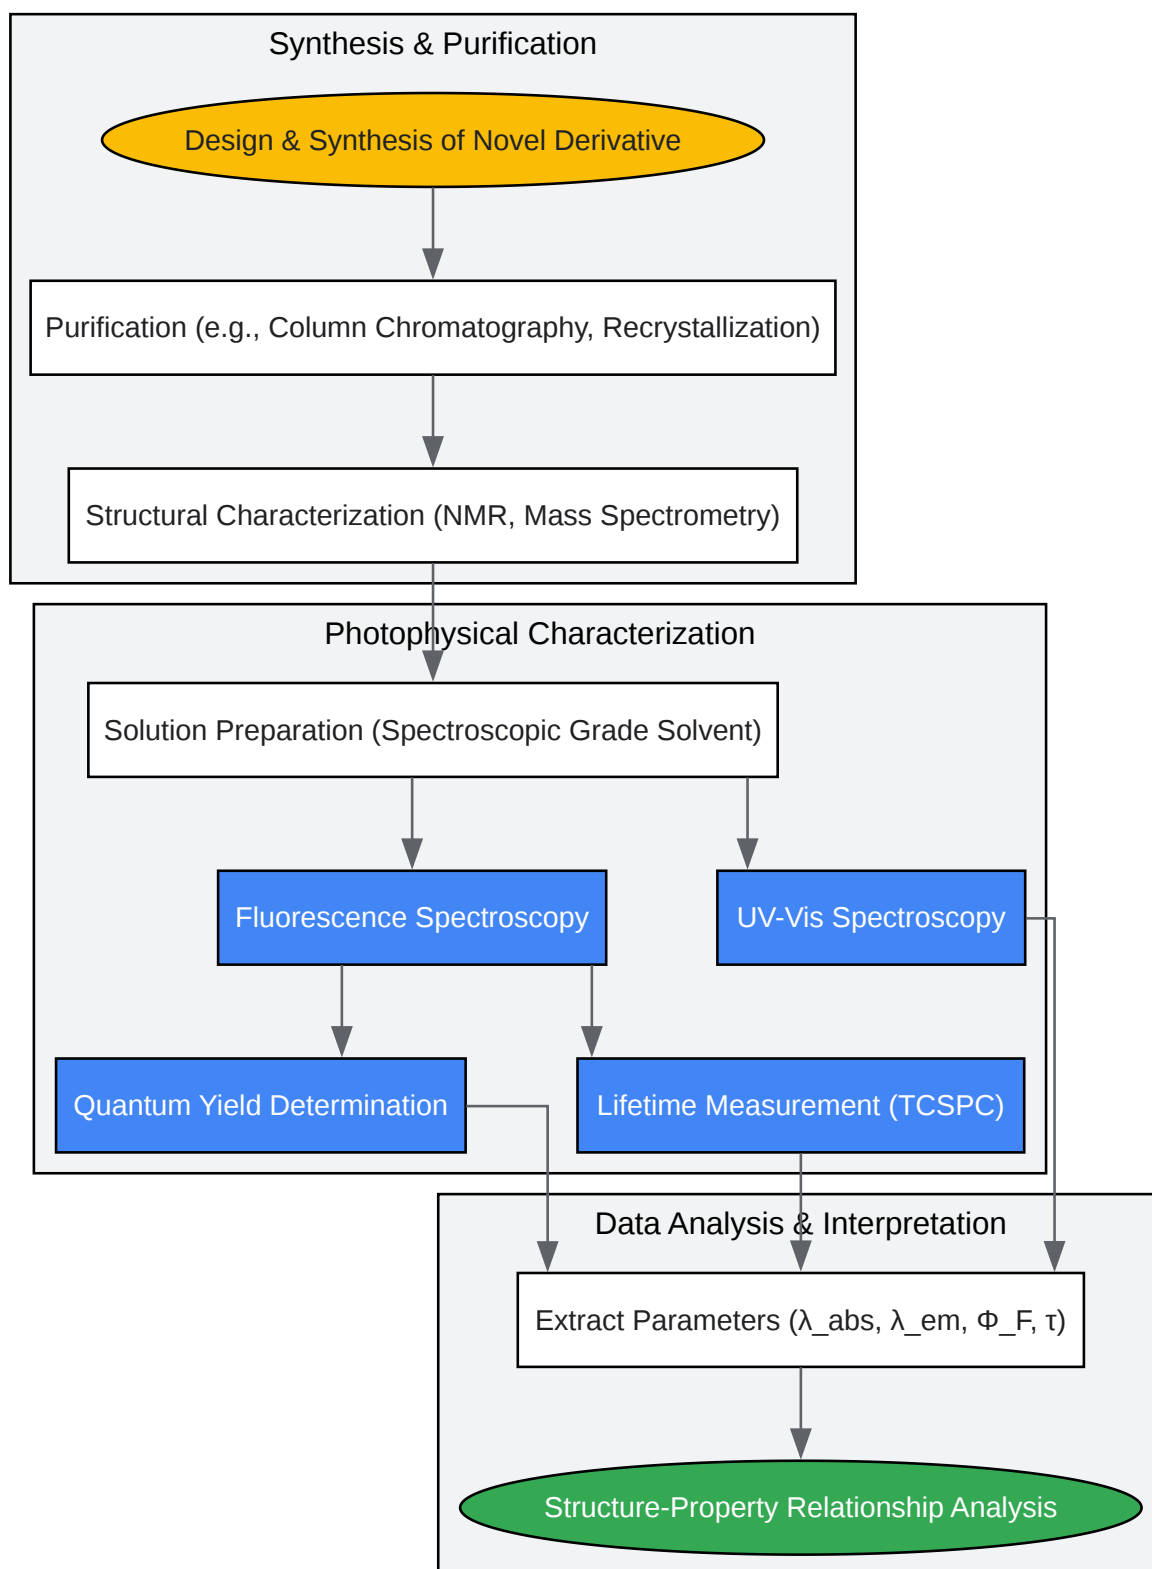 Synthesis & Purification
Design & Synthesis of Novel Derivative
Purification (e.g., Column Chromatography, Recrystallization)
Structural Characterization (NMR, Mass Spectrometry)
Photophysical Characterization
Solution Preparation (Spectroscopic Grade Solvent)
Fluorescence Spectroscopy
UV-Vis Spectroscopy
Quantum Yield Determination
Lifetime Measurement (TCSPC)
Data Analysis & Interpretation
Extract Parameters (λ_abs, λ_em, Φ_F, τ)
Structure-Property Relationship Analysis